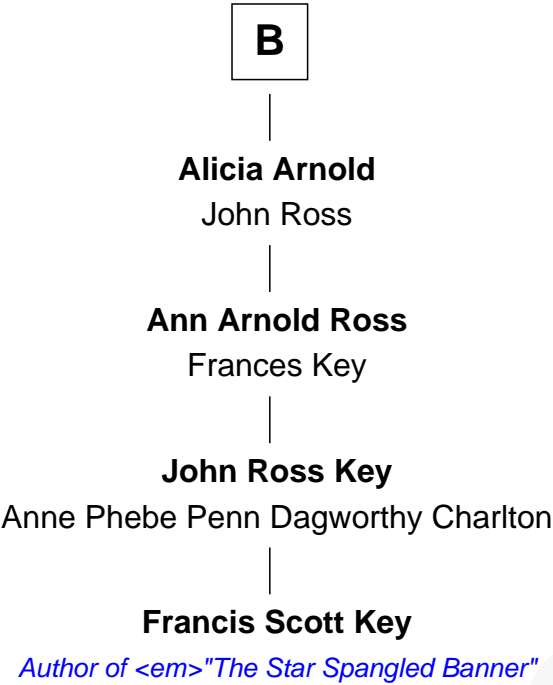 B
Alicia Arnold
John Ross
Ann Arnold Ross
Frances Key
John Ross Key
Anne Phebe Penn Dagworthy Charlton
Francis Scott Key
Author of <em>"The Star Spangled Banner"